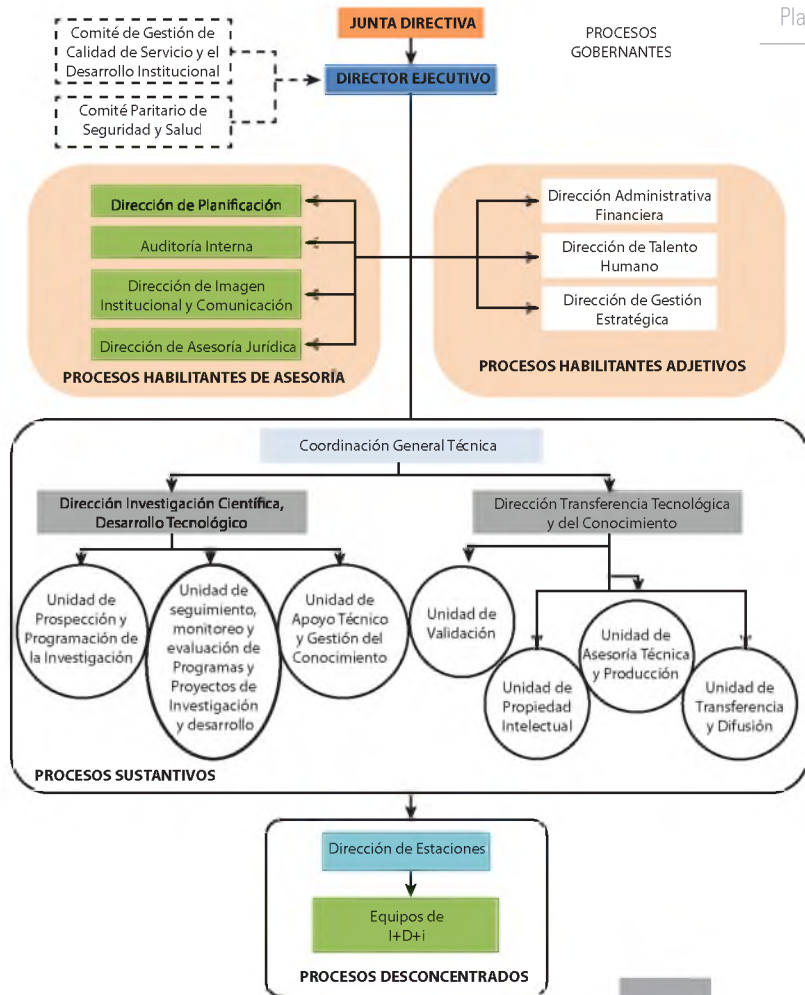 Pla
Comité de Gestión de
Calidad de Servicio y el
Desarrollo Institucional
JUNTA DIRECTIVA
PROCESOS
GOBERNANTES
DIRECTOR EJECUTIVO
Comité Paritario de
Seguridad y Salud
Dirección de Planificación
Auditoría Interna
Dirección de Imagen
Institucional y Comunicación
Dirección de Asesoría Jurídica
PROCESOS HABILITANTES DE ASESORÍA
Dirección Administrativa
Financiera
Dirección de Talento
Humano
Dirección de Gestión
Estratégica
PROCESOS HABILITANTES ADJETIVOS
Coordinación General Técnica
Dirección Investigación Científica,
Desarrollo Tecnológico
Dirección Transferencia Tecnológica
y del Conocimiento
Unidad de
Prospección y
Programación de
la Investigación
Unidad de
seguimiento,
monitoreo y
evaluación de
Programas y
Proyectos de
Investigación
y desarrollo
Unidad de
Apoyo Técnico
y Gestión del
Conocimiento
Unidad de
Validación
Unidad de
Propiedad
Intelectual
Unidad de
Asesoría Técnica
y Producción
Unidad de
Transferencia
y Difusión
PROCESOS SUSTANTIVOS
Dirección de Estaciones
Equipos de
I+D+i
PROCESOS DESCONCENTRADOS